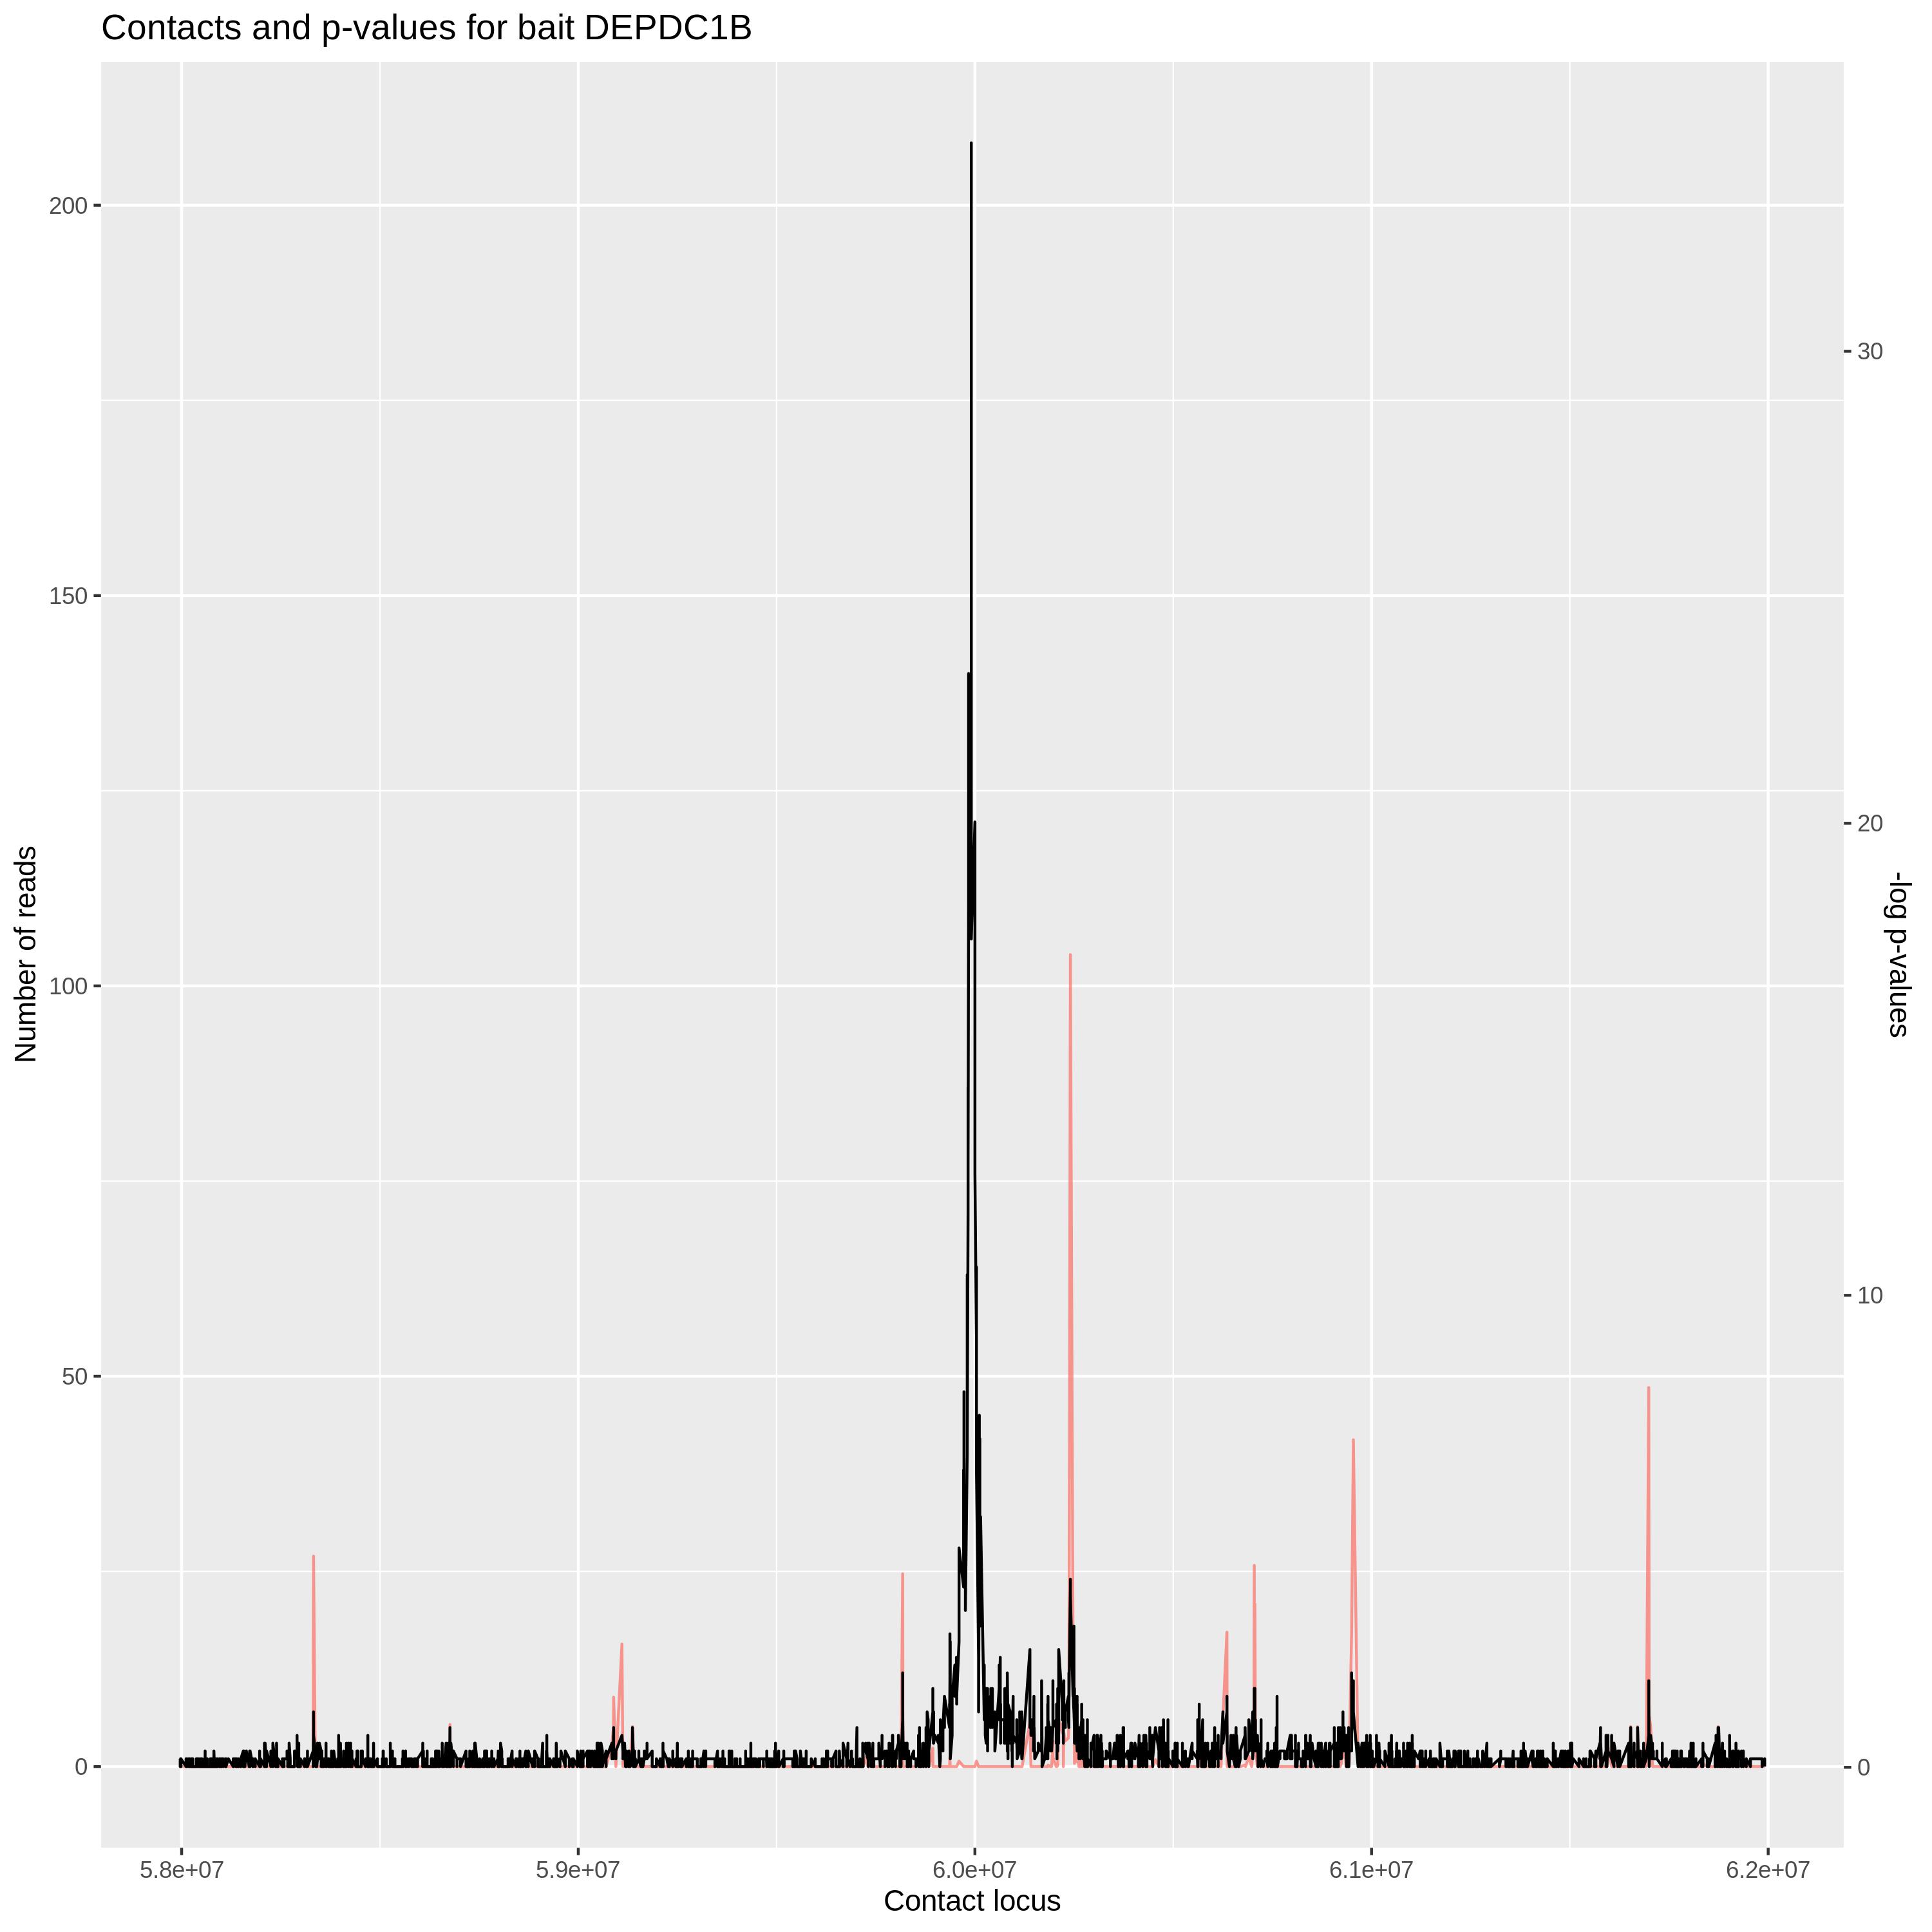 Contacts and p-values for bait DEPDC1B
200
150
100
50
0
Number of reads
30
20
10
0
-log p-values
5.8e+07 5.9e+07 6.0e+07 6.1e+07 6.2e+07
Contact locus